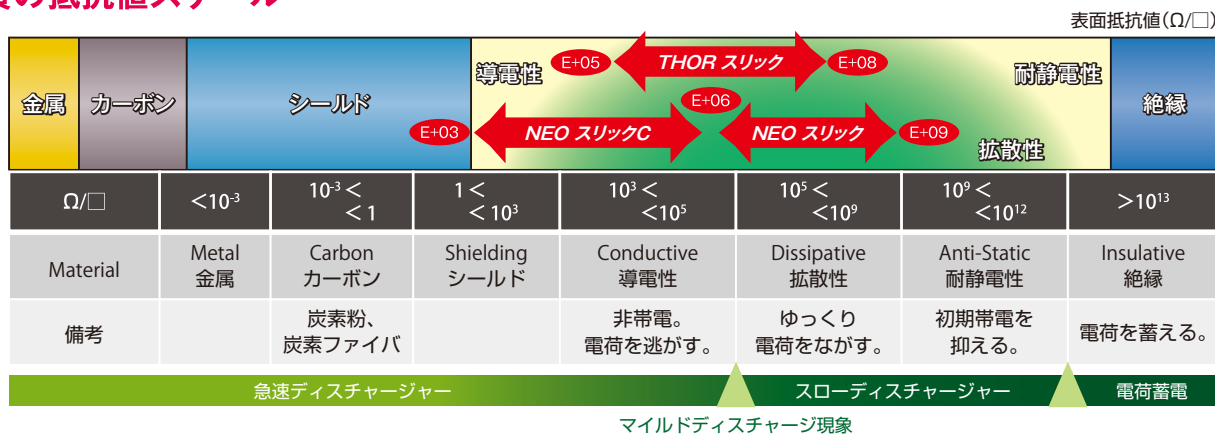 の抵抗値スケール
表面抵抗値(Ω/□)
金属
カーボン
シールド
導電性
E+05
THOR スリック
E+08
耐静電性
絶縁
E+06
E+03
NEO スリックC
NEO スリック
E+09
拡散性
Ω/□
<10⁻³
10⁻³<
<1
1<
<10³
10³<
<10⁵
10⁵<
<10⁹
10⁹<
<10¹²
>10¹³
Material
Metal
金属
Carbon
カーボン
Shielding
シールド
Conductive
導電性
Dissipative
拡散性
Anti-Static
耐静電性
Insulative
絶縁
備考
炭素粉、
炭素ファイバ
非帯電。
電荷を逃がす。
ゆっくり
電荷をながす。
初期帯電を
抑える。
電荷を蓄える。
急速ディスチャージャー
スローディスチャージャー
電荷蓄電
マイルドディスチャージ現象